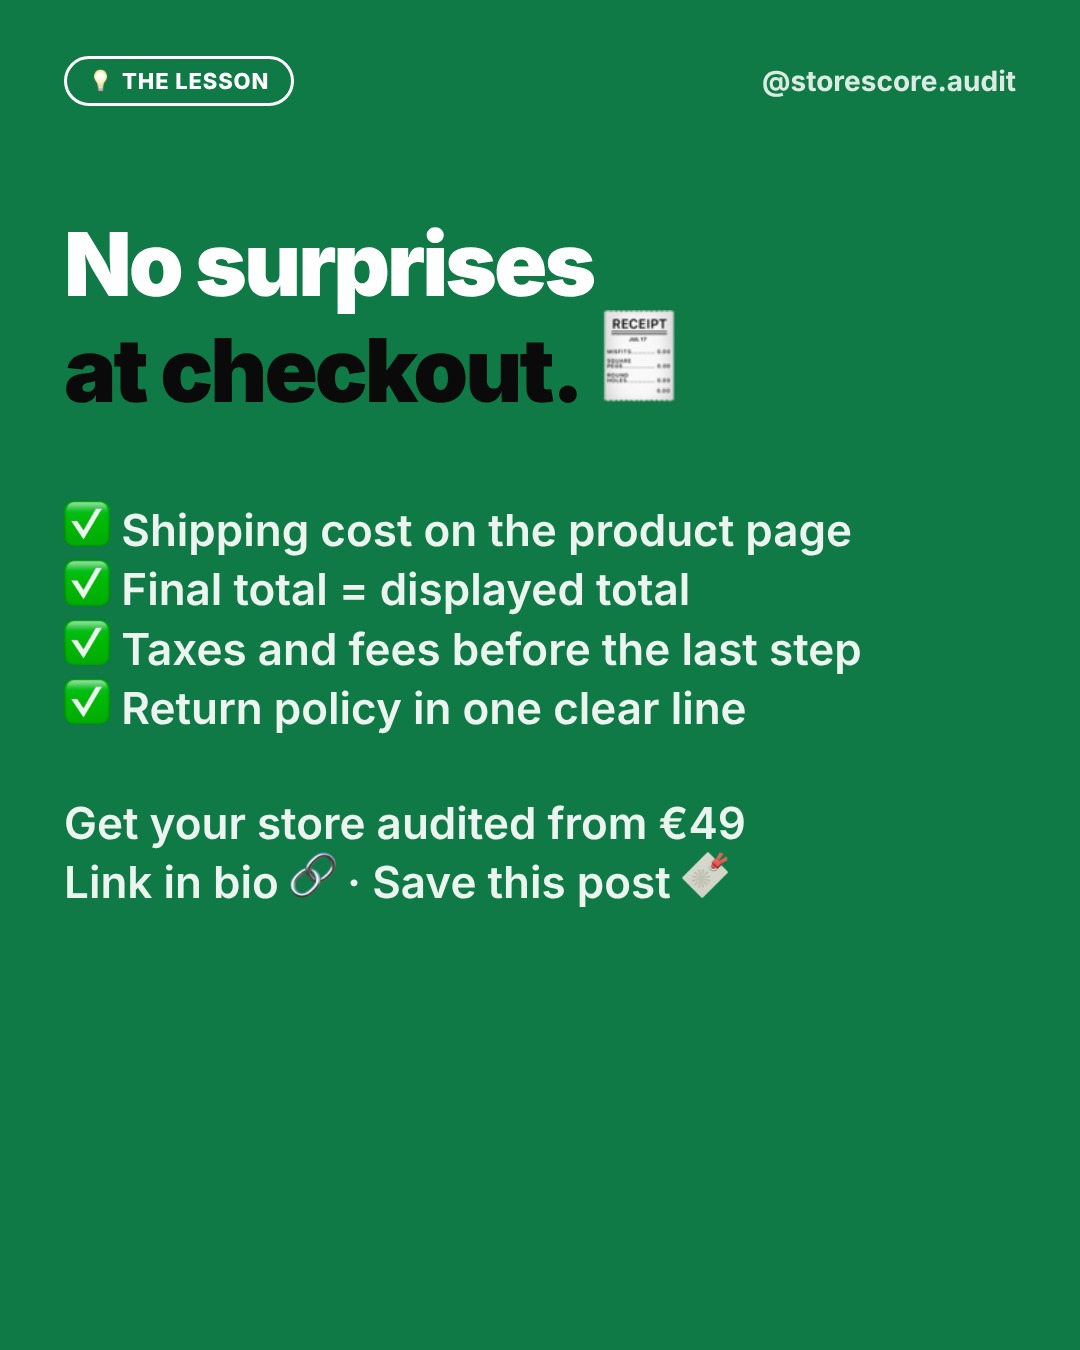 💡 THE LESSON
@storescore.audit
No surprises
at checkout. 🧾
✅ Shipping cost on the product page
✅ Final total = displayed total
✅ Taxes and fees before the last step
✅ Return policy in one clear line
Get your store audited from €49
Link in bio 🔗 · Save this post 🔖